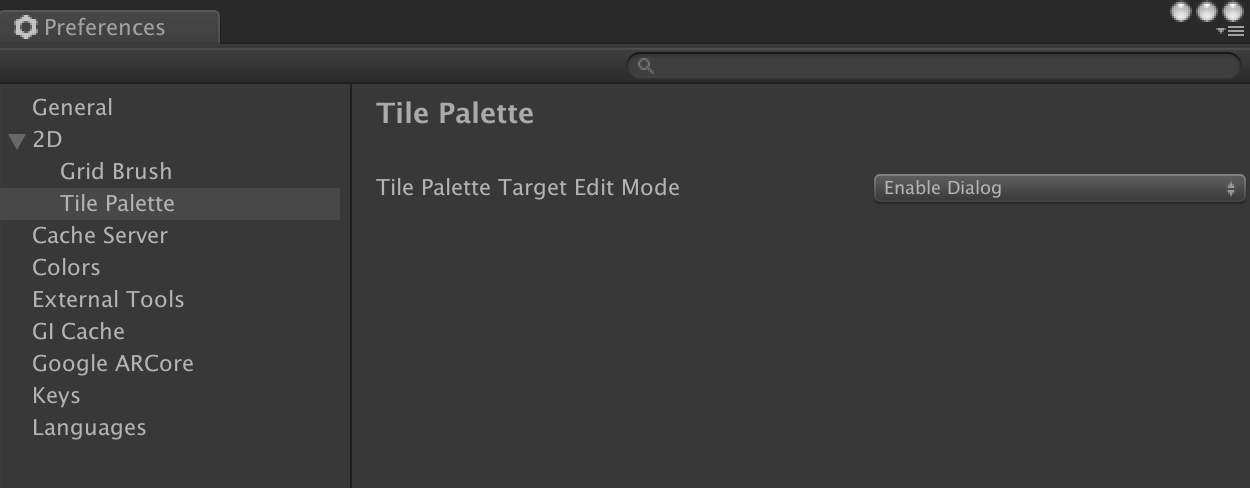 Preferences
General
2D
Grid Brush
Tile Palette
Cache Server
Colors
External Tools
GI Cache
Google ARCore
Keys
Languages
Tile Palette
Tile Palette Target Edit Mode Enable Dialog